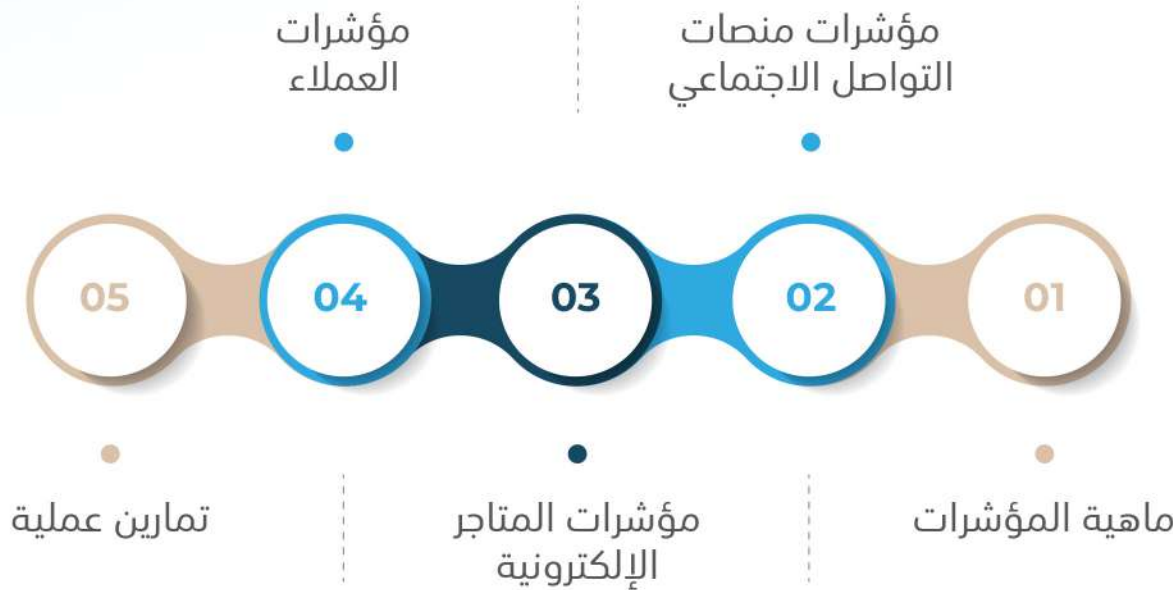 01
ماهية المؤشرات
02
مؤشرات منصات
التواصل الاجتماعي
03
مؤشرات المتاجر
الإلكترونية
04
مؤشرات
العملاء
05
تمارين عملية